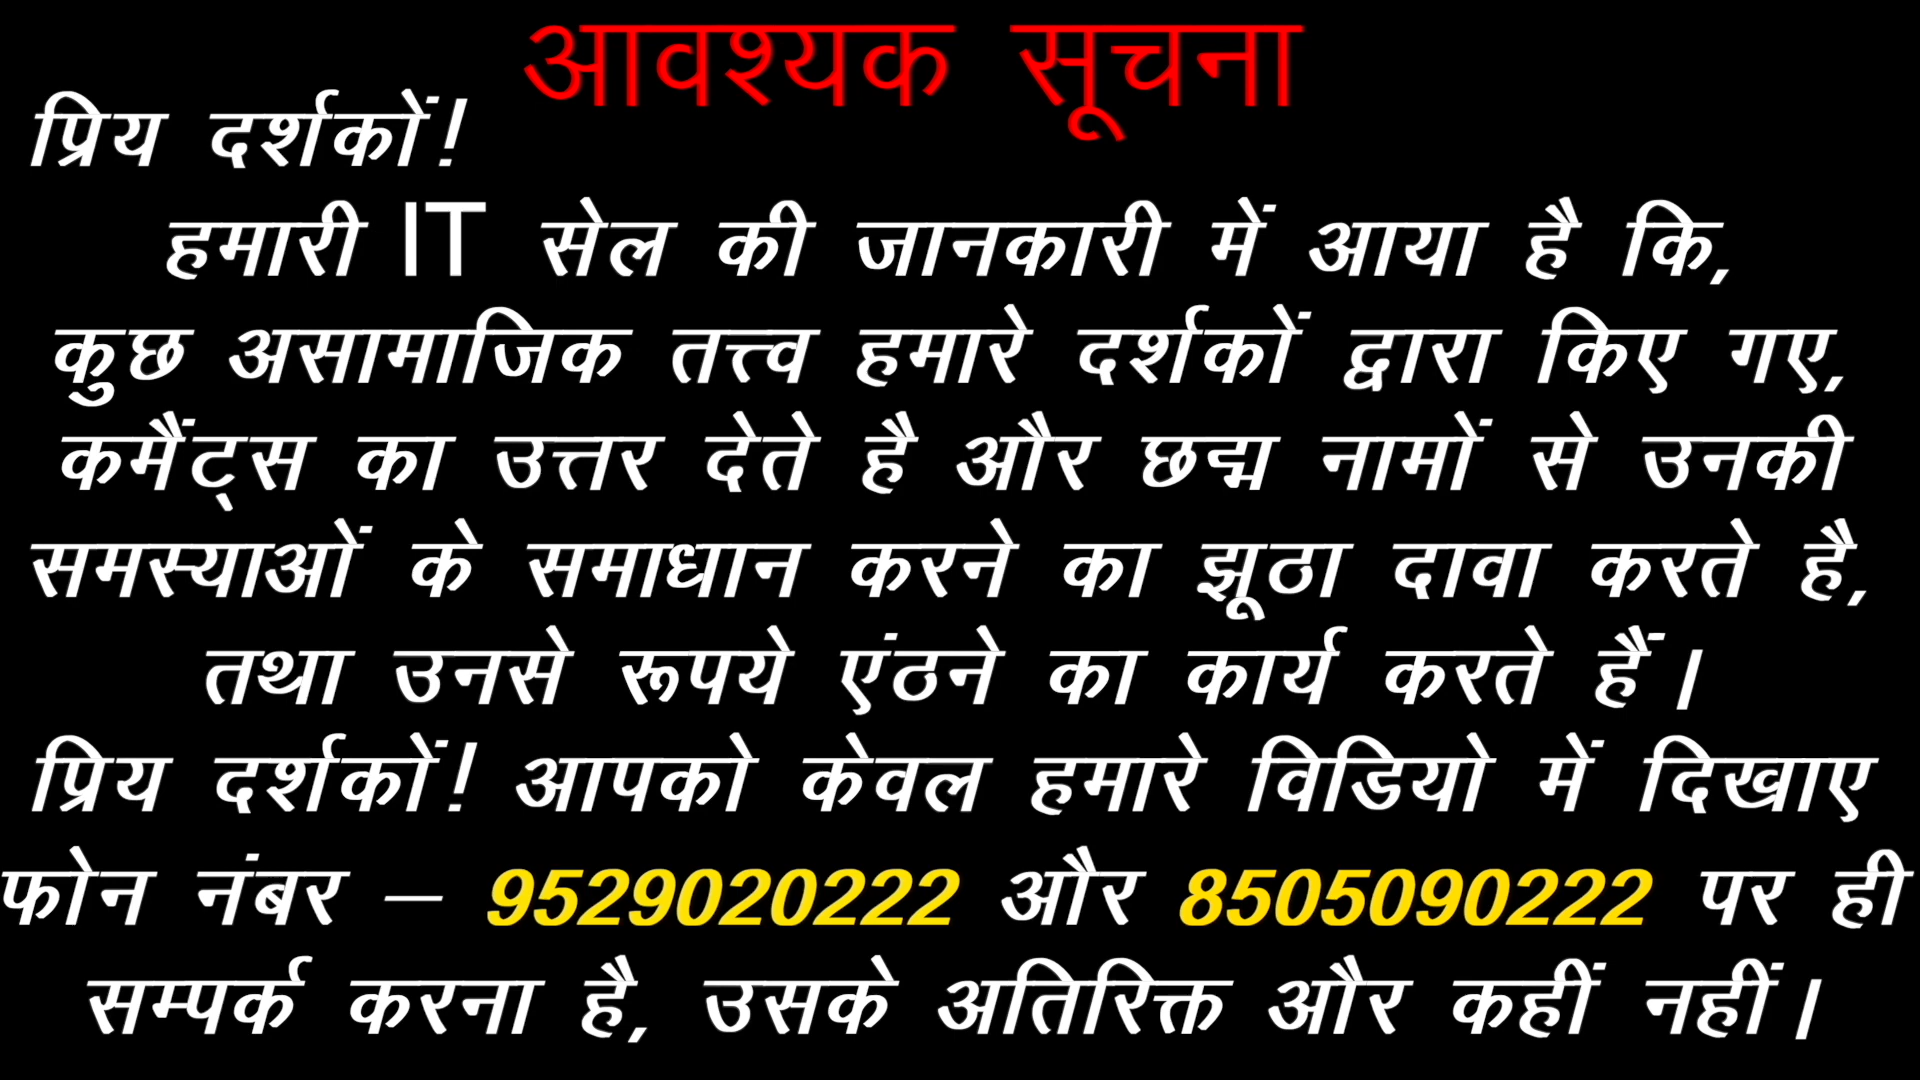 आवश्यक सूचना
प्रिय दर्शकों!
हमारी IT सेल की जानकारी में आया है कि,
कुछ असामाजिक तत्त्व हमारे दर्शकों द्वारा किए गए,
कमैंट्स का उत्तर देते है और छद्म नामों से उनकी
समस्याओं के समाधान करने का झूठा दावा करते है,
तथा उनसे रूपये एंठने का कार्य करते हैं।
प्रिय दर्शकों! आपको केवल हमारे विडियो में दिखाए
फोन नंबर – 9529020222 और 8505090222 पर ही
सम्पर्क करना है, उसके अतिरिक्त और कहीं नहीं।